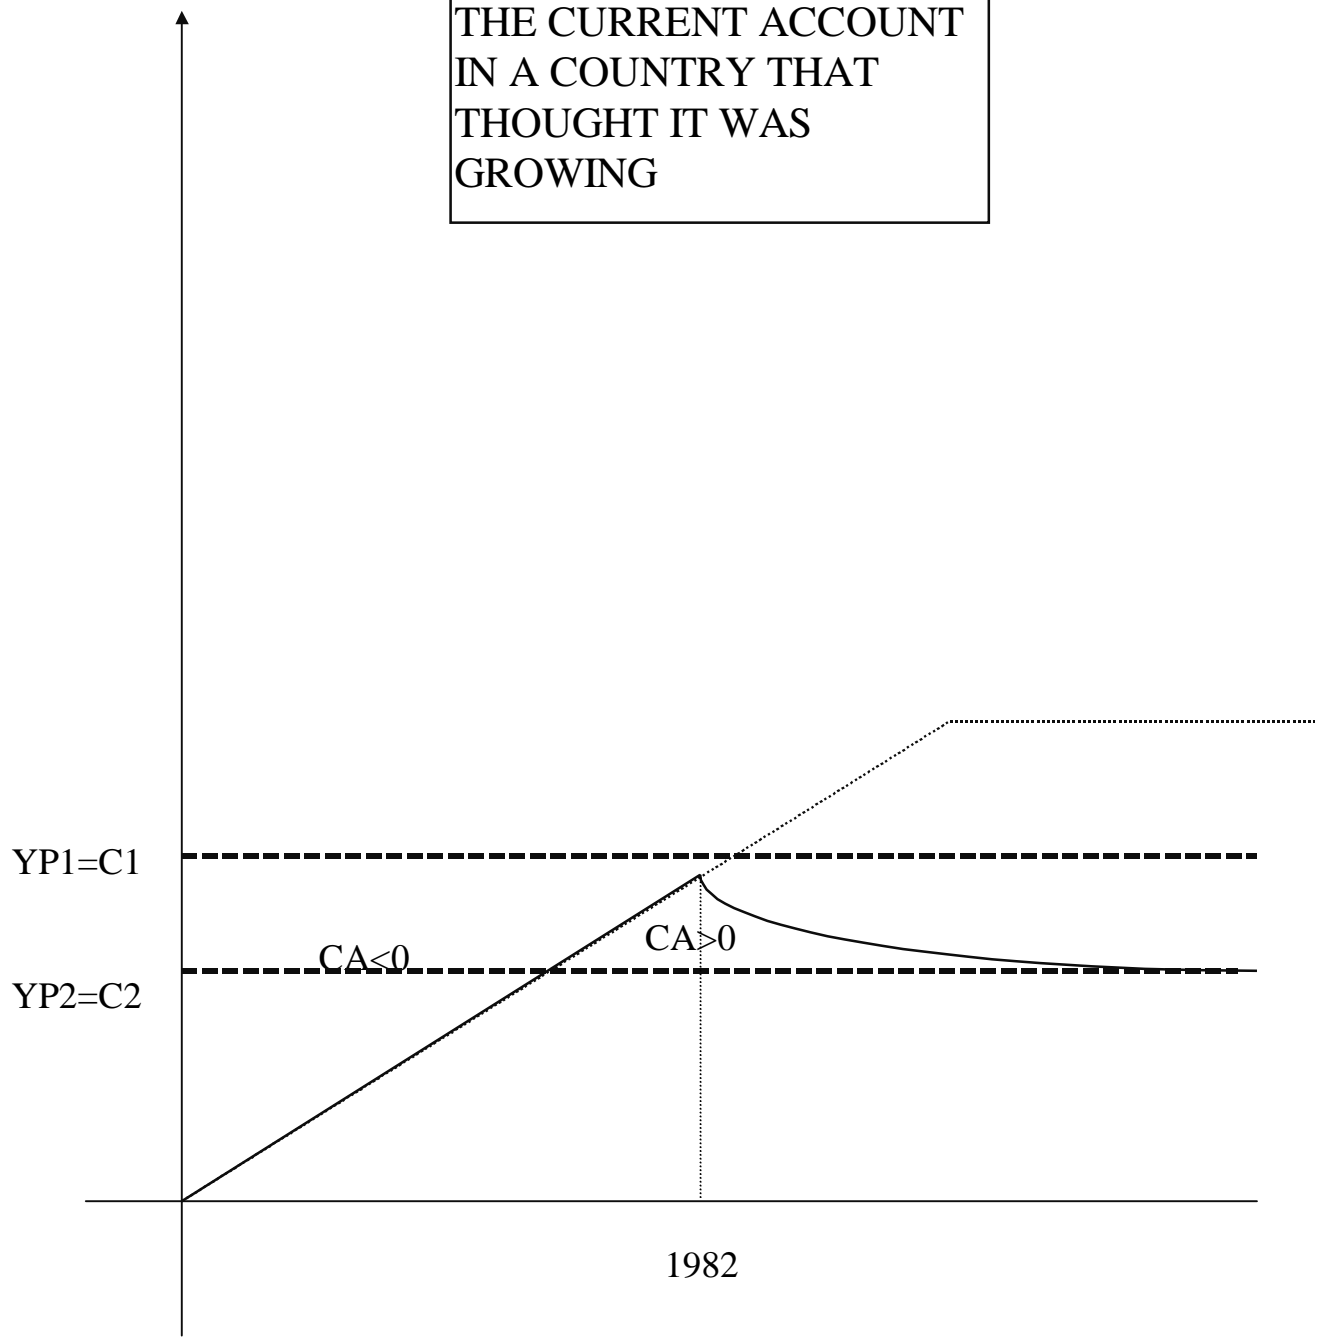 THE CURRENT ACCOUNT
IN A COUNTRY THAT
THOUGHT IT WAS
GROWING
YP1=C1
CA>0
CA<0
YP2=C2
1982